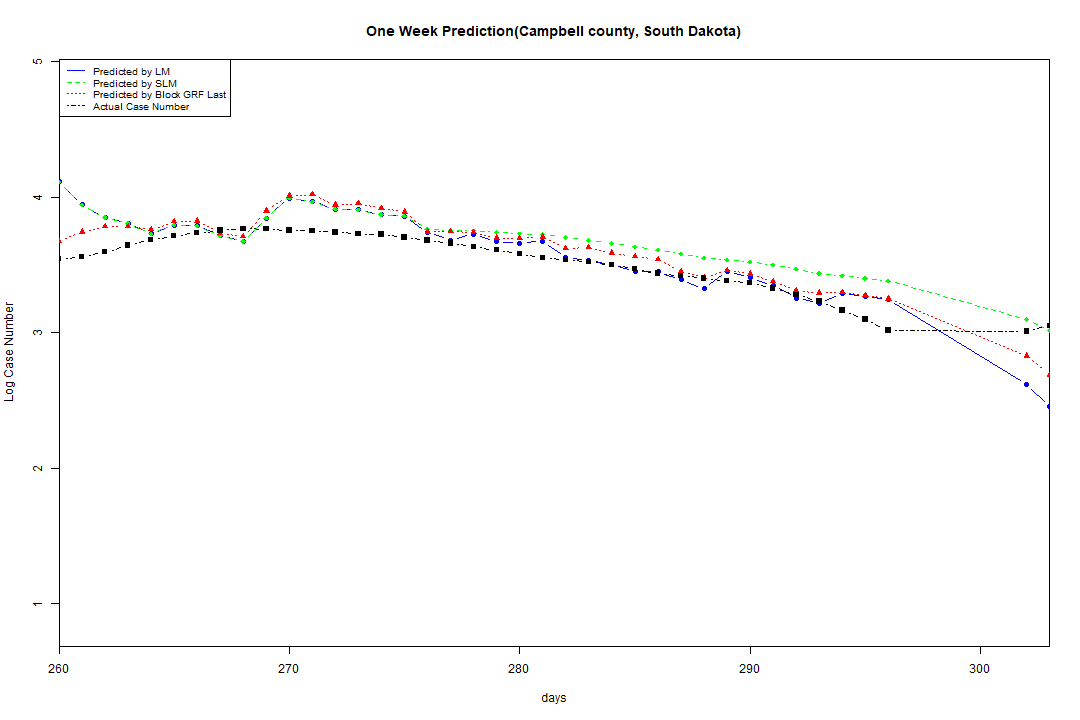 One Week Prediction(Campbell county, South Dakota)
Predicted by LM
Predicted by SLM
Predicted by Block GRF Last
Actual Case Number
Log Case Number
5
4
3
2
1
260 270 280 290 300
days